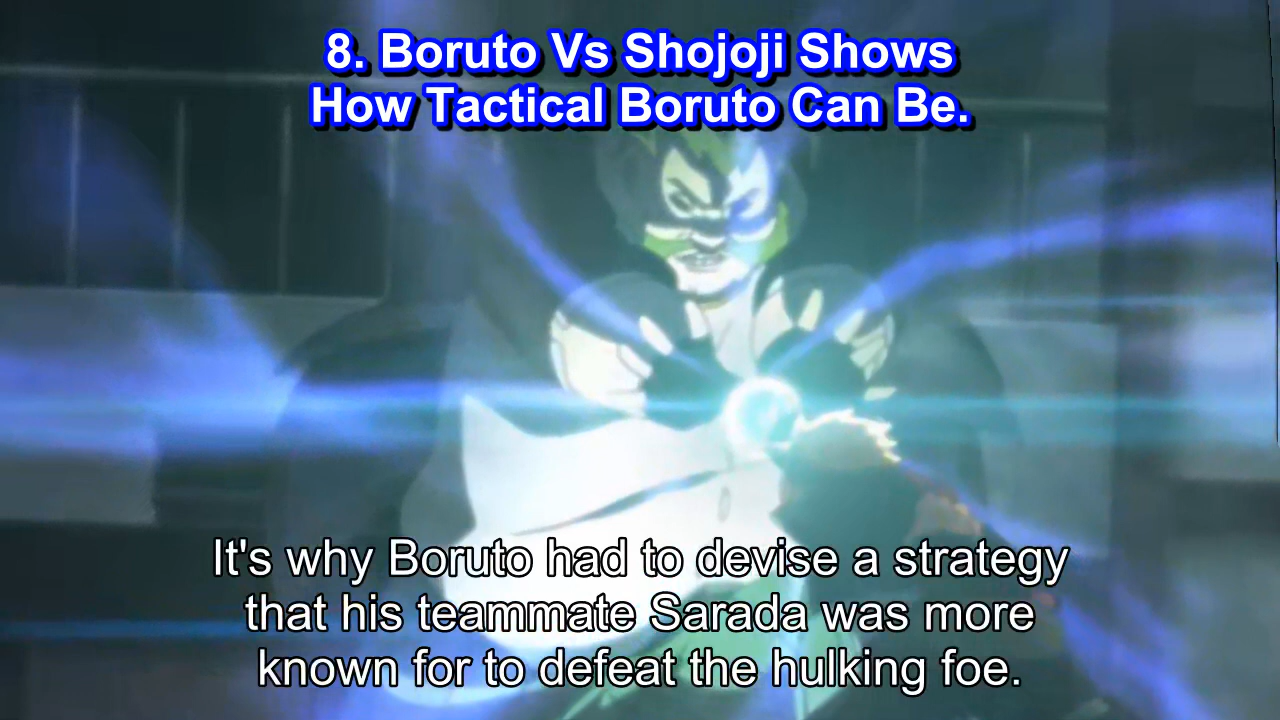 8. Boruto Vs Shojoji Shows
How Tactical Boruto Can Be.
It's why Boruto had to devise a strategy
that his teammate Sarada was more
known for to defeat the hulking foe.